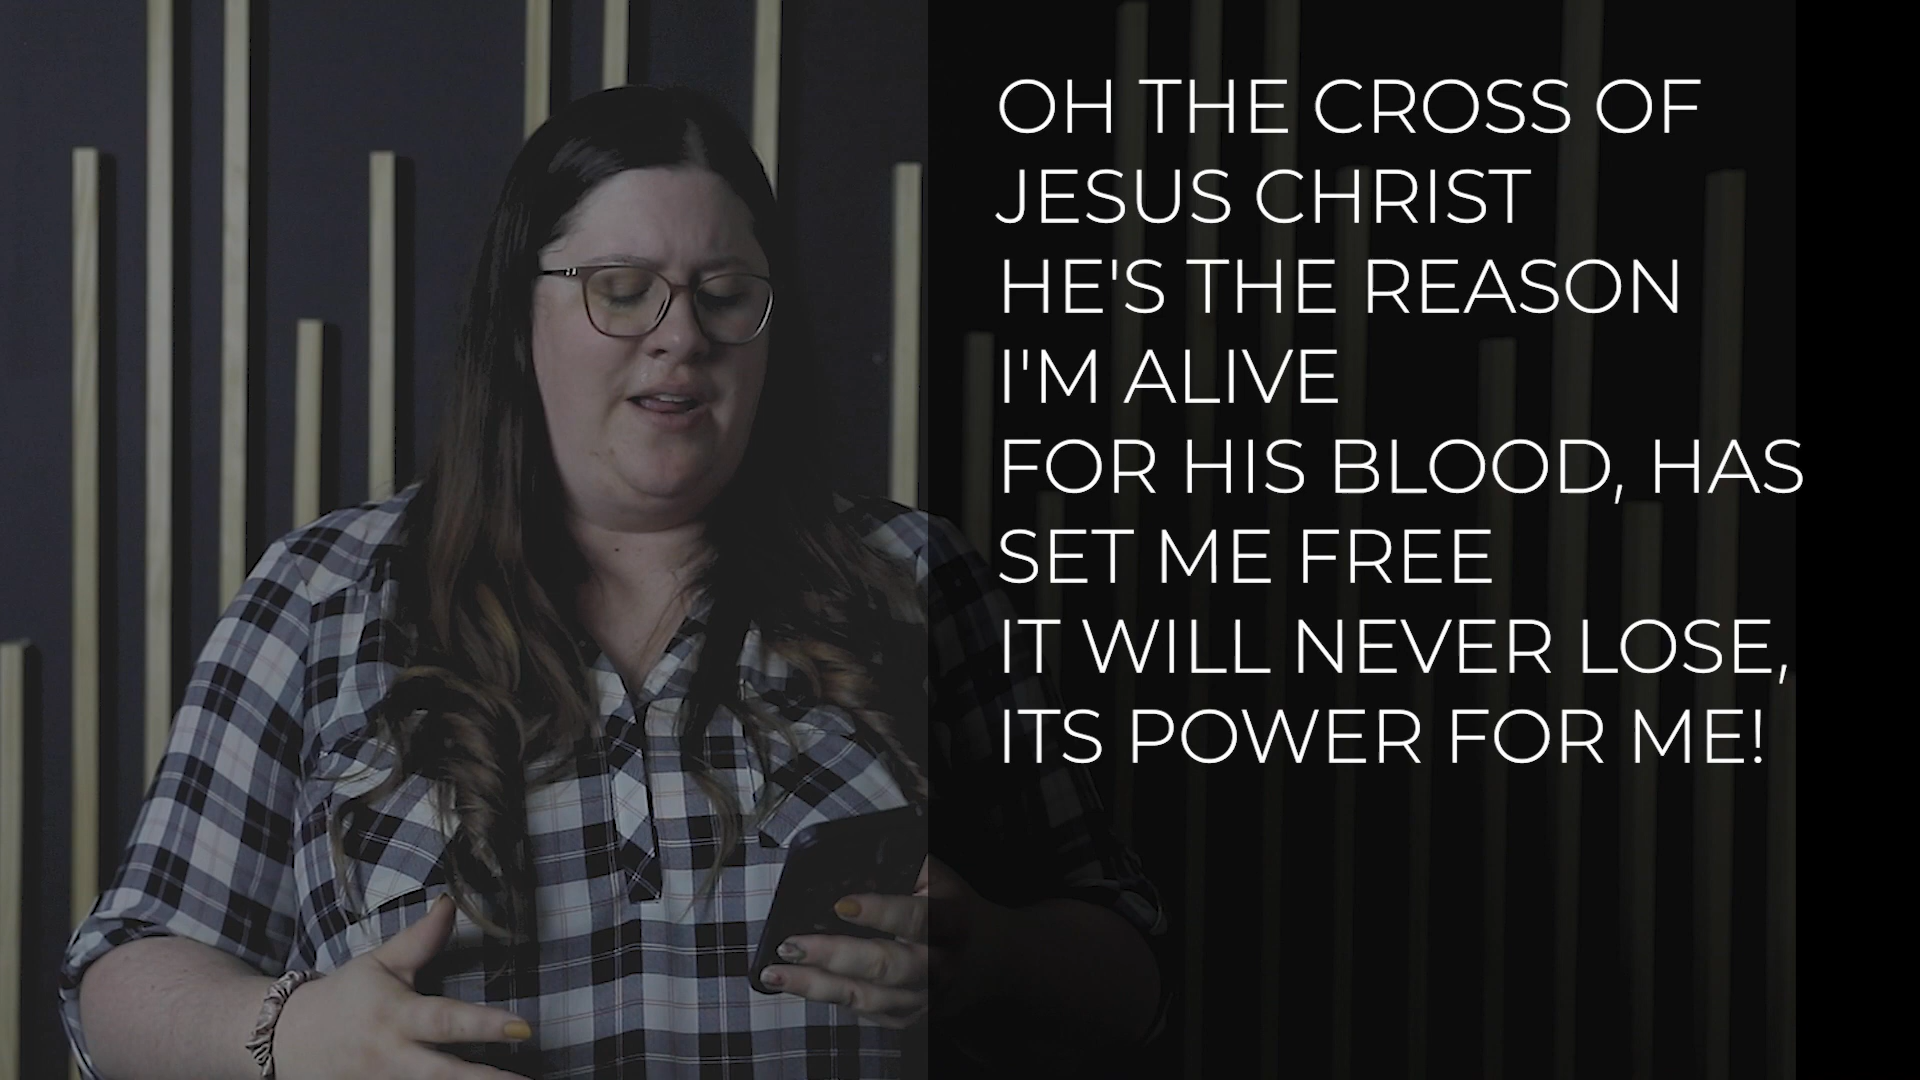 OH THE CROSS OF
JESUS CHRIST
HE'S THE REASON
I'M ALIVE
FOR HIS BLOOD, HAS
SET ME FREE
IT WILL NEVER LOSE,
ITS POWER FOR ME!